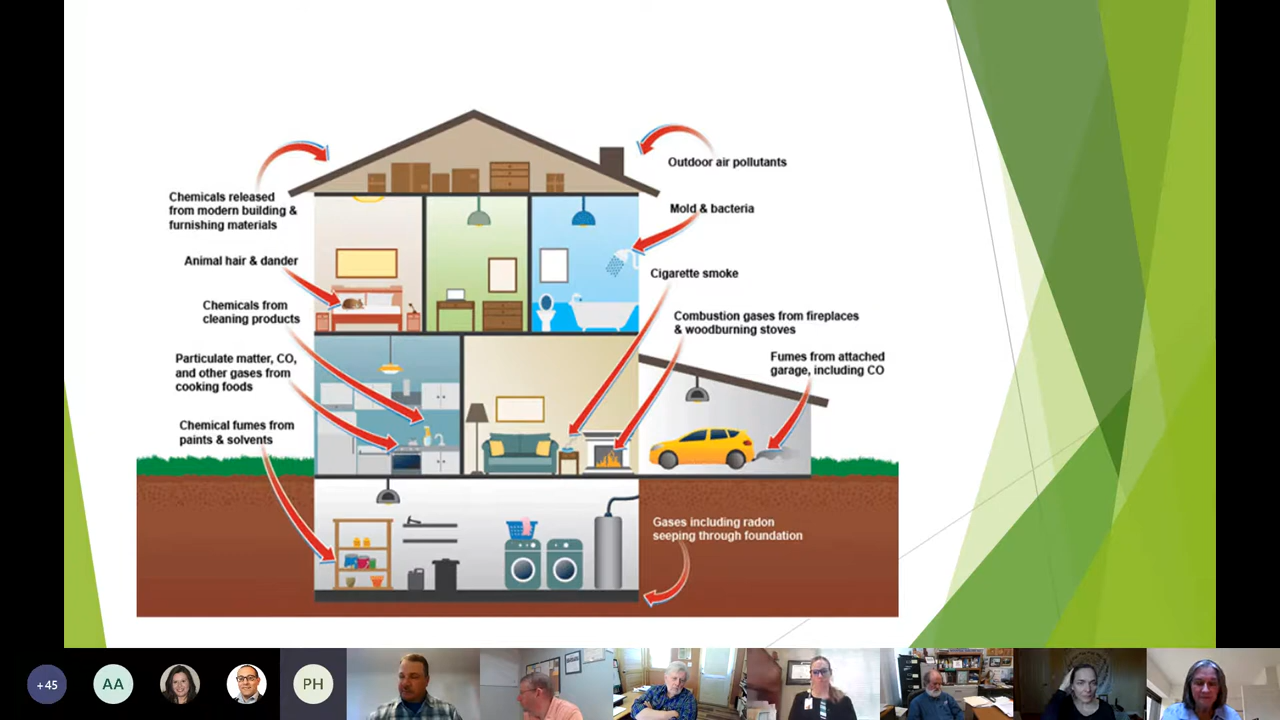 Outdoor air pollutants
Chemicals released
from modern building &
furnishing materials
Mold & bacteria
Animal hair & dander
Cigarette smoke
Chemicals from
cleaning products
Combustion gases from fireplaces
& woodburning stoves
Particulate matter, CO,
and other gases from
cooking foods
Fumes from attached
garage, including CO
Chemical fumes from
paints & solvents
Gases including radon
seeping through foundation
+45
AA
PH